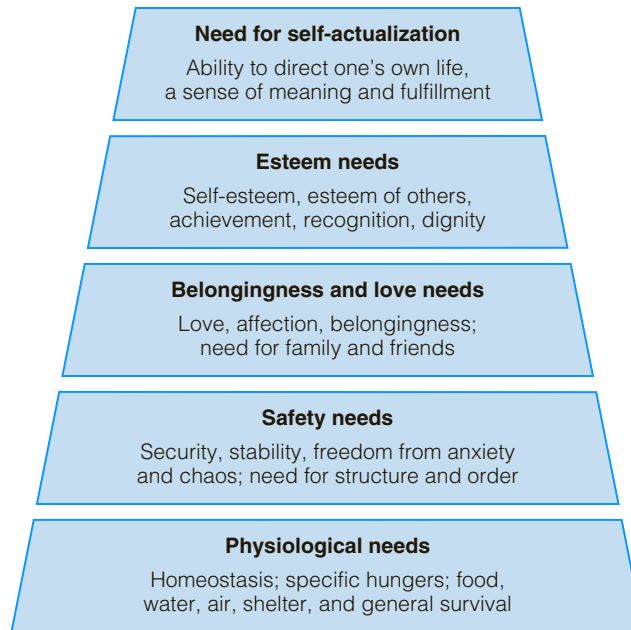 Need for self-actualization
Ability to direct one's own life,
a sense of meaning and fulfillment
Esteem needs
Self-esteem, esteem of others,
achievement, recognition, dignity
Belongingness and love needs
Love, affection, belongingness;
need for family and friends
Safety needs
Security, stability, freedom from anxiety
and chaos; need for structure and order
Physiological needs
Homeostasis; specific hungers; food,
water, air, shelter, and general survival